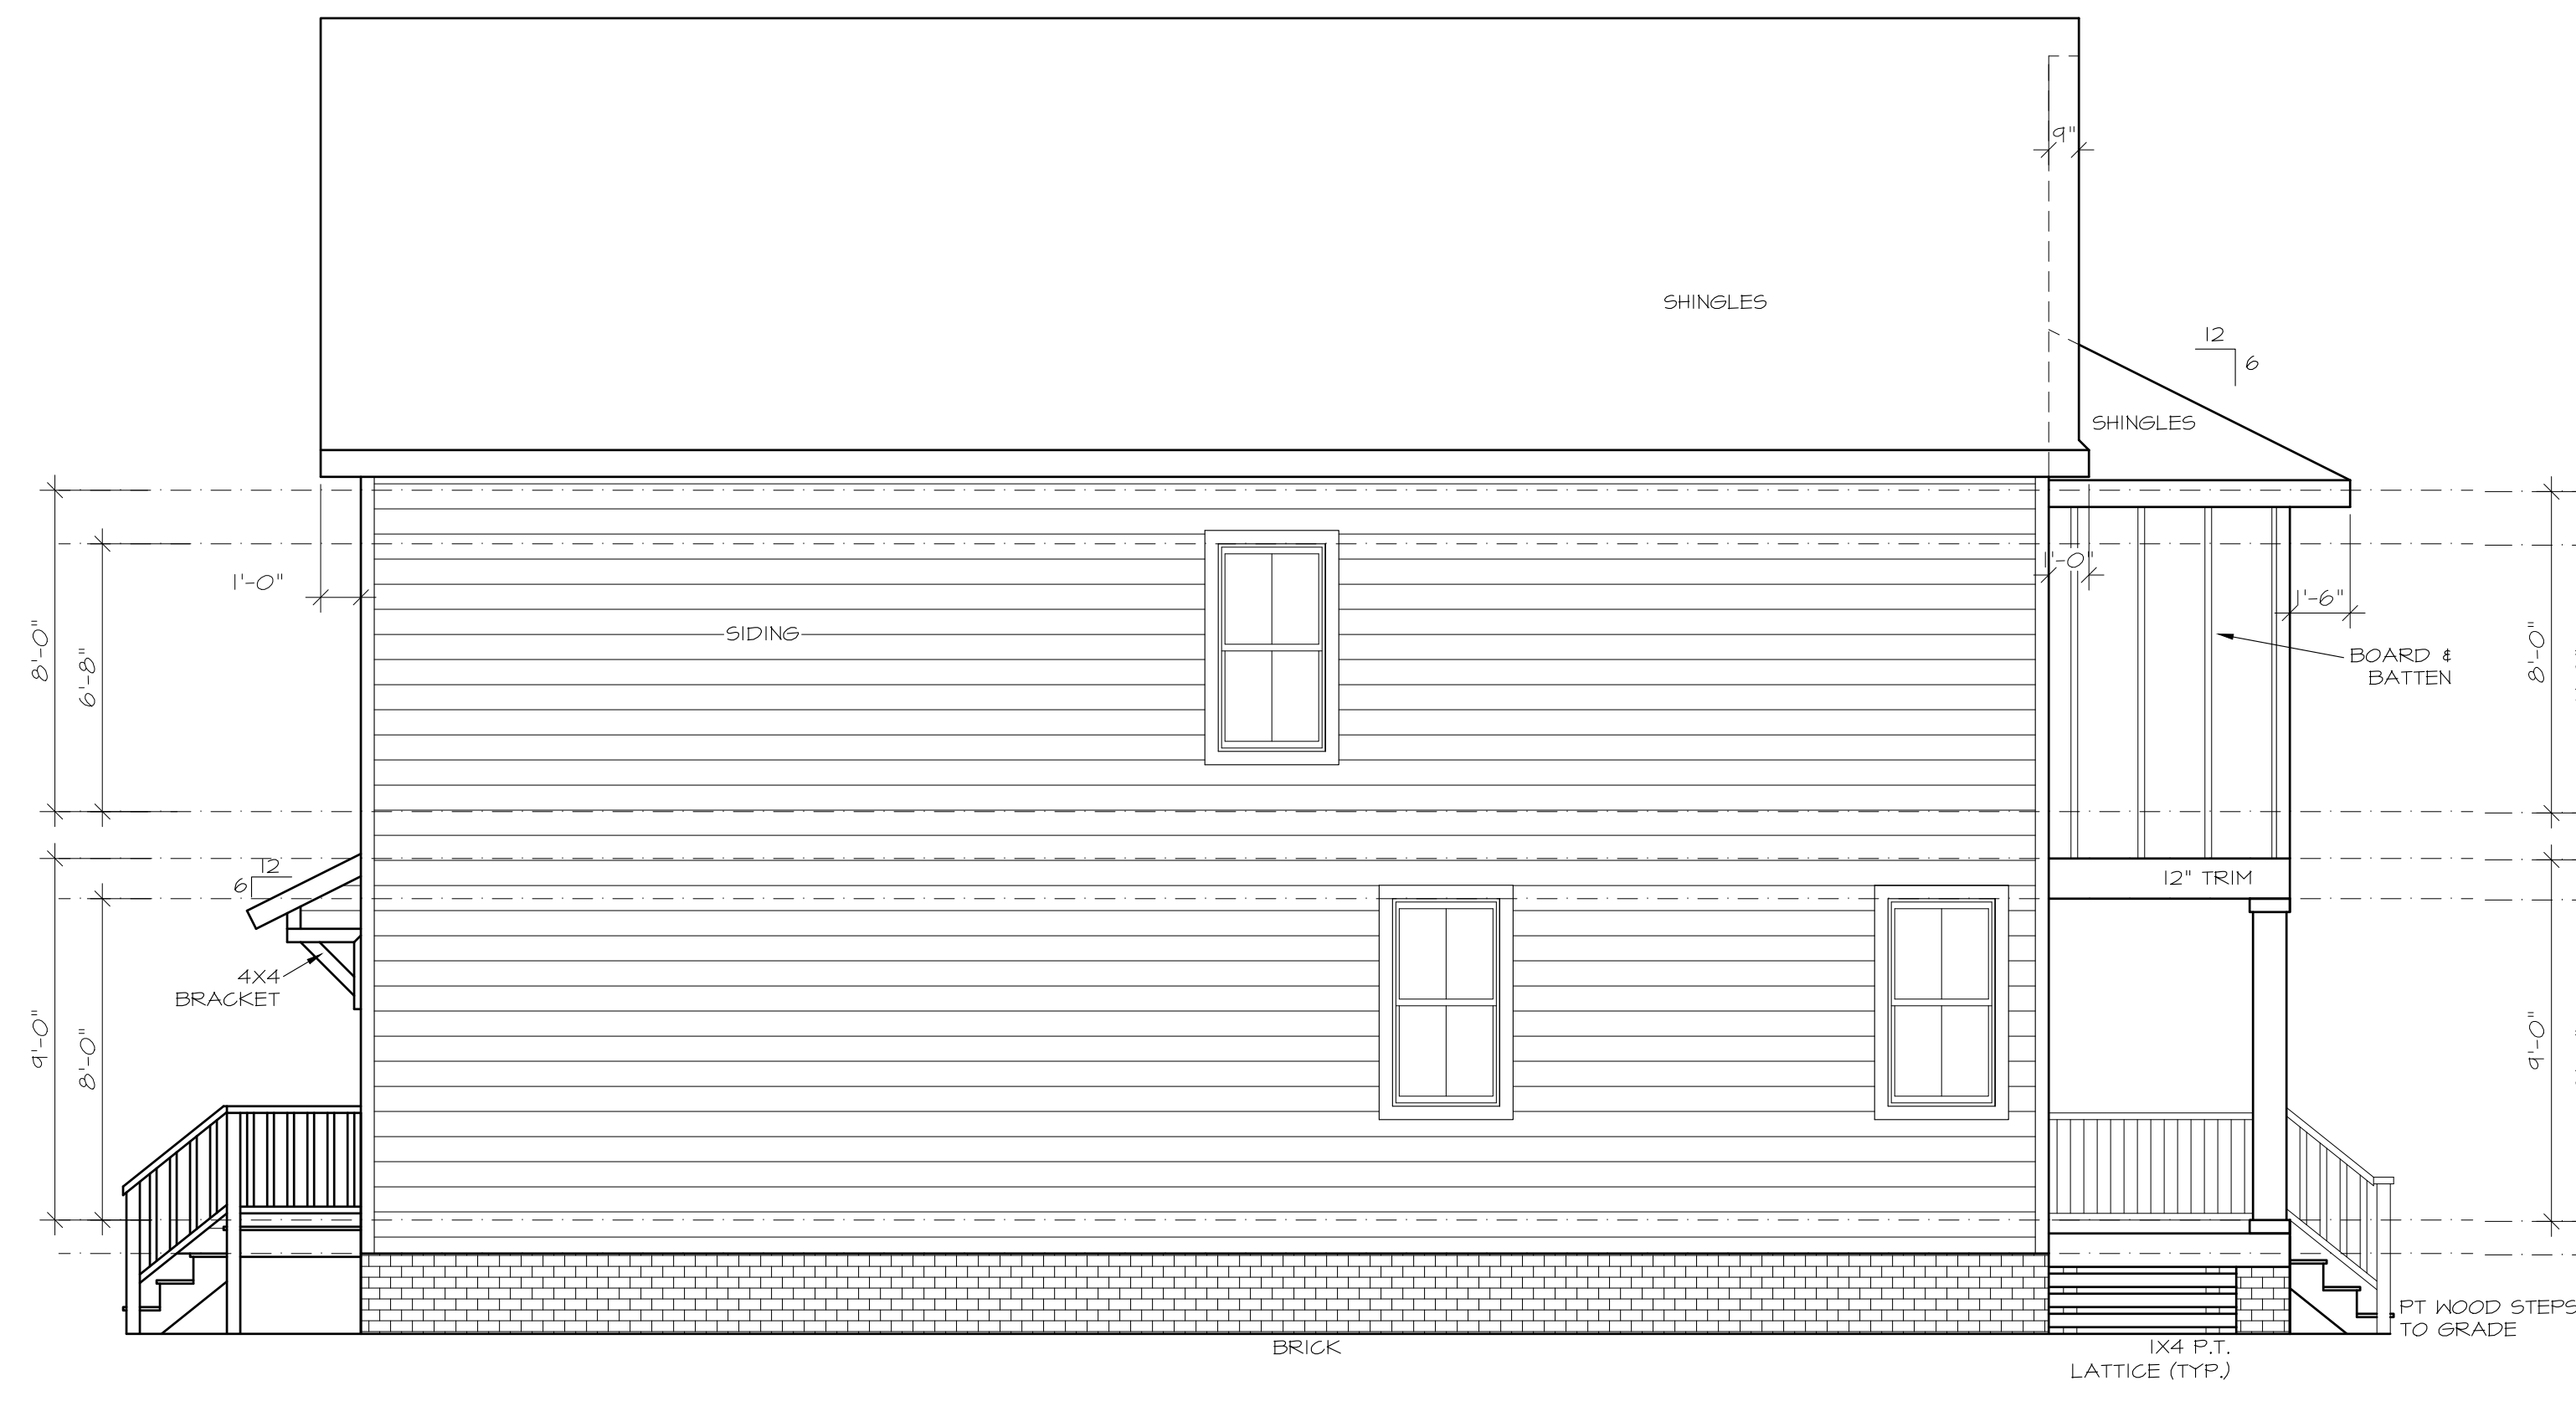 9"
SHINGLES
12
6
SHINGLES
1'-0"
1'-0"
1'-6"
SIDING
8'-0"
6'-8"
BOARD &
BATTEN
8'-0"
12
6
12" TRIM
4X4
BRACKET
9'-0"
8'-0"
9'-0"
PT WOOD STEPS
TO GRADE
BRICK
1X4 P.T.
LATTICE (TYP.)